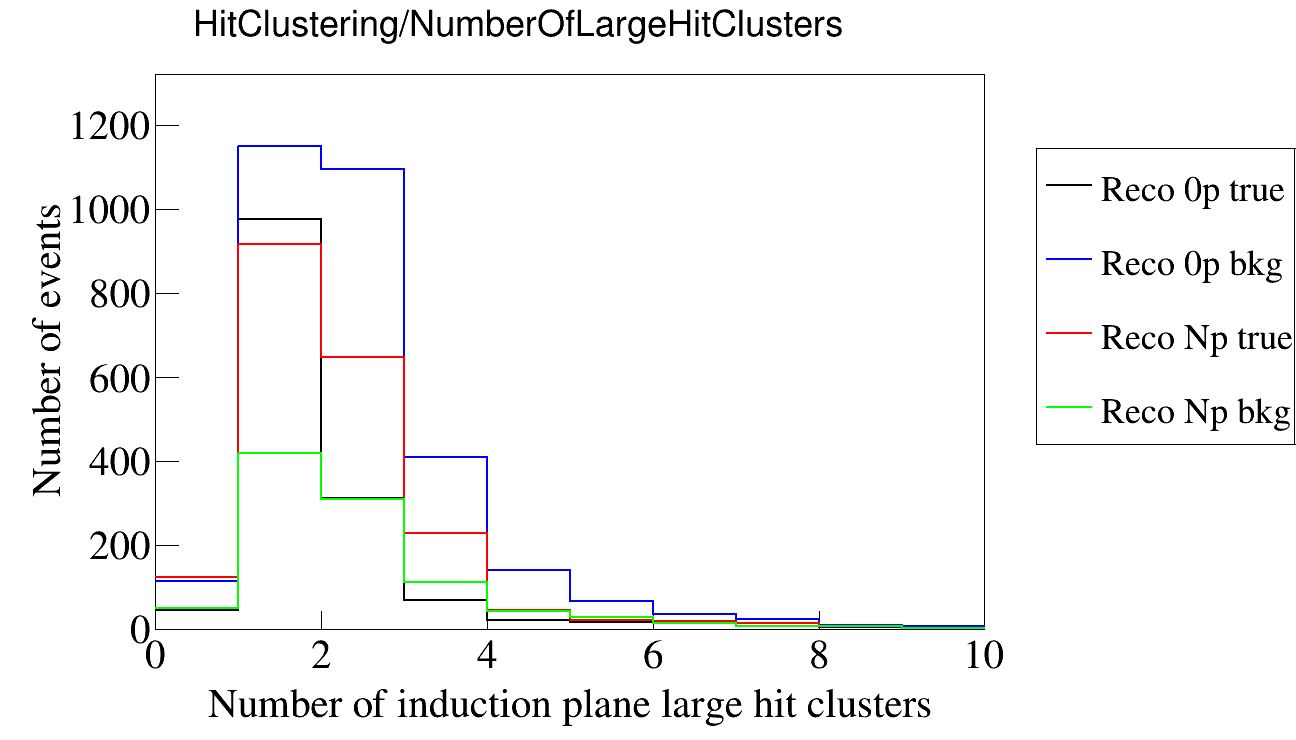 HitClustering/NumberOfLargeHitClusters
Number of events
1200
1000
800
600
400
200
0
0 2 4 6 8 10
Number of induction plane large hit clusters
Reco 0p true
Reco 0p bkg
Reco Np true
Reco Np bkg